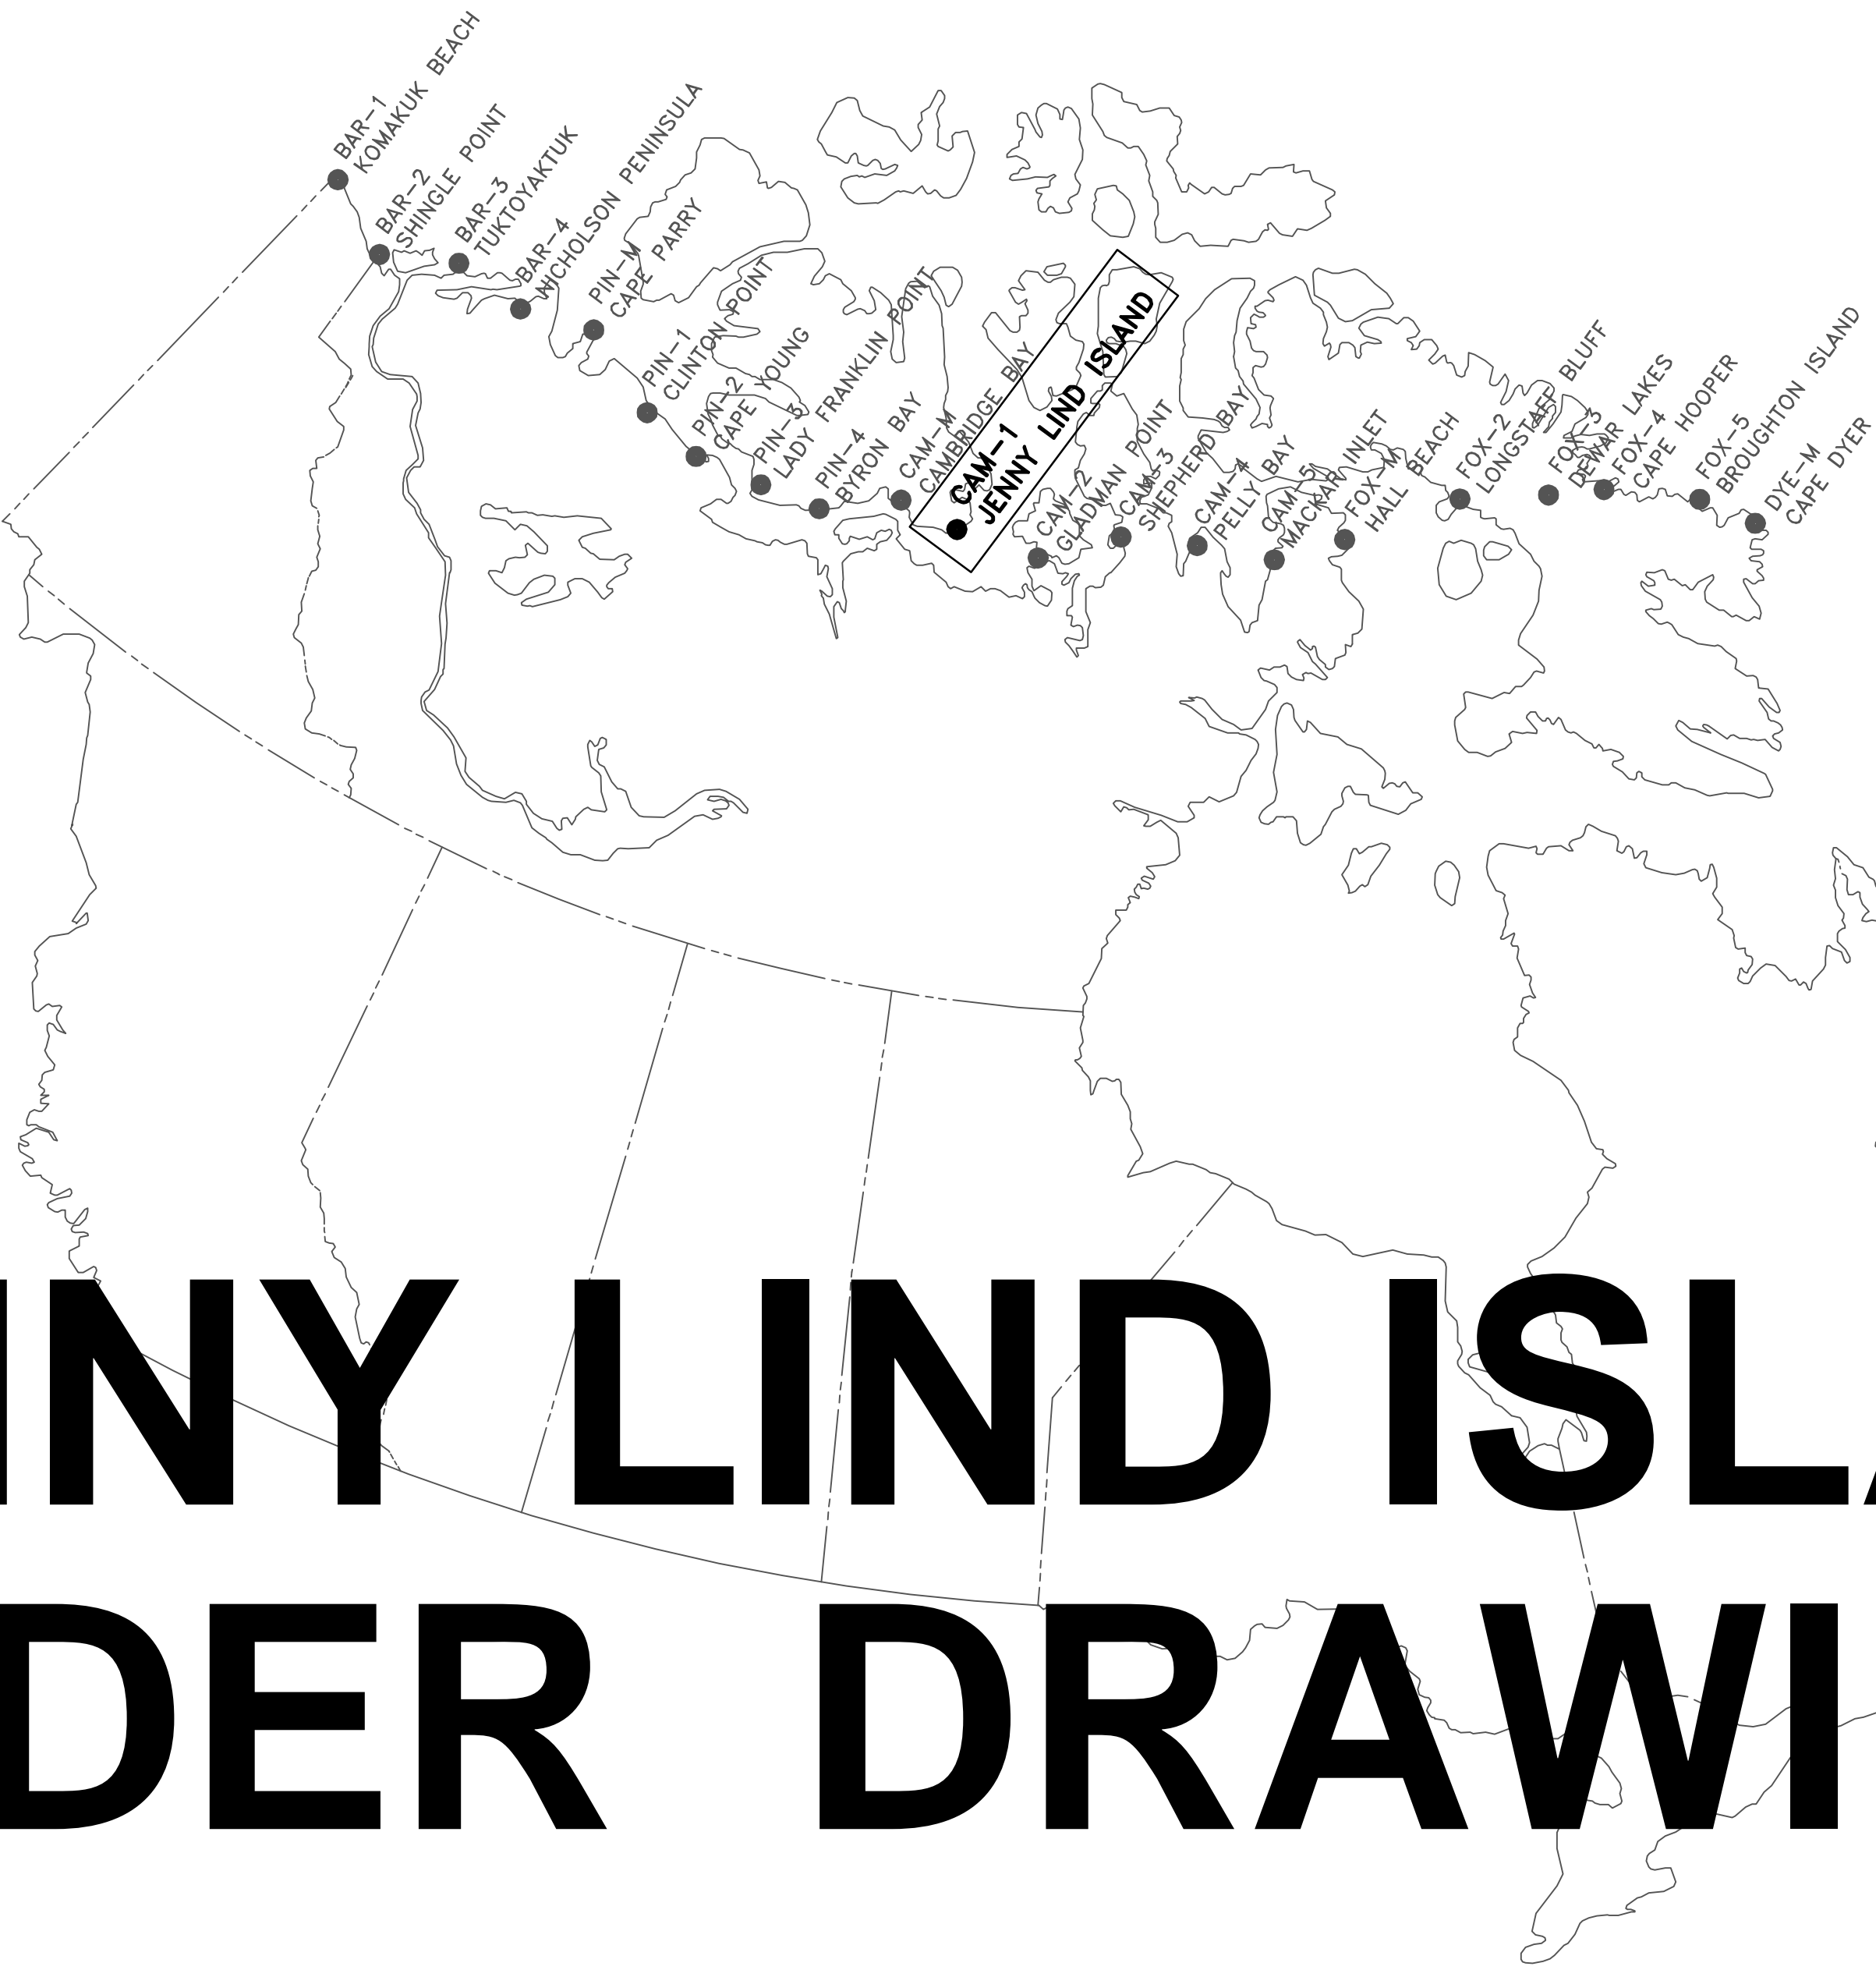 BAR-1
KOMAKUK BEACH
BAR-2
SHINGLE POINT
BAR-3
TUKTOYAKTUK
BAR-4
NICHOLSON PENINSULA
PIN-M
CAPE PARRY
PIN-1
CLINTON POINT
PIN-2
CAPE YOUNG
PIN-3
LADY FRANKLIN POINT
PIN-4
BYRON BAY
CAM-M
CAMBRIDGE BAY
CAM-1
JENNY LIND ISLAND
CAM-2
GLADMAN POINT
CAM-3
SHEPHERD BAY
CAM-4
PELLY BAY
CAM-5
MACKAR INLET
FOX-M
HALL BEACH
FOX-2
LONGSTAFF BLUFF
FOX-3
DEWAR LAKES
FOX-4
CAPE HOOPER
FOX-5
BROUGHTON ISLAND
DYE-M
CAPE DYER
NY LIND ISL
DER DRAWI